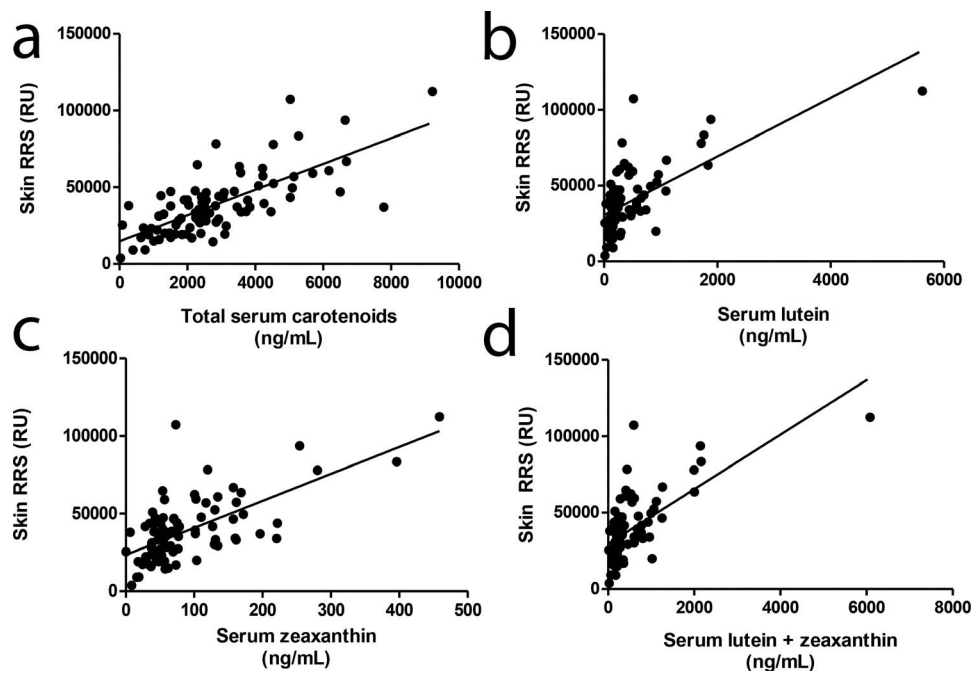 a
150000
100000
50000
0
Skin RRS (RU)
0 2000 4000 6000 8000 10000
Total serum carotenoids
(ng/mL)
b
150000
100000
50000
0
Skin RRS (RU)
0 2000 4000 6000
Serum lutein
(ng/mL)
c
150000
100000
50000
0
Skin RRS (RU)
0 100 200 300 400 500
Serum zeaxanthin
(ng/mL)
d
150000
100000
50000
0
Skin RRS (RU)
0 2000 4000 6000 8000
Serum lutein + zeaxanthin
(ng/mL)